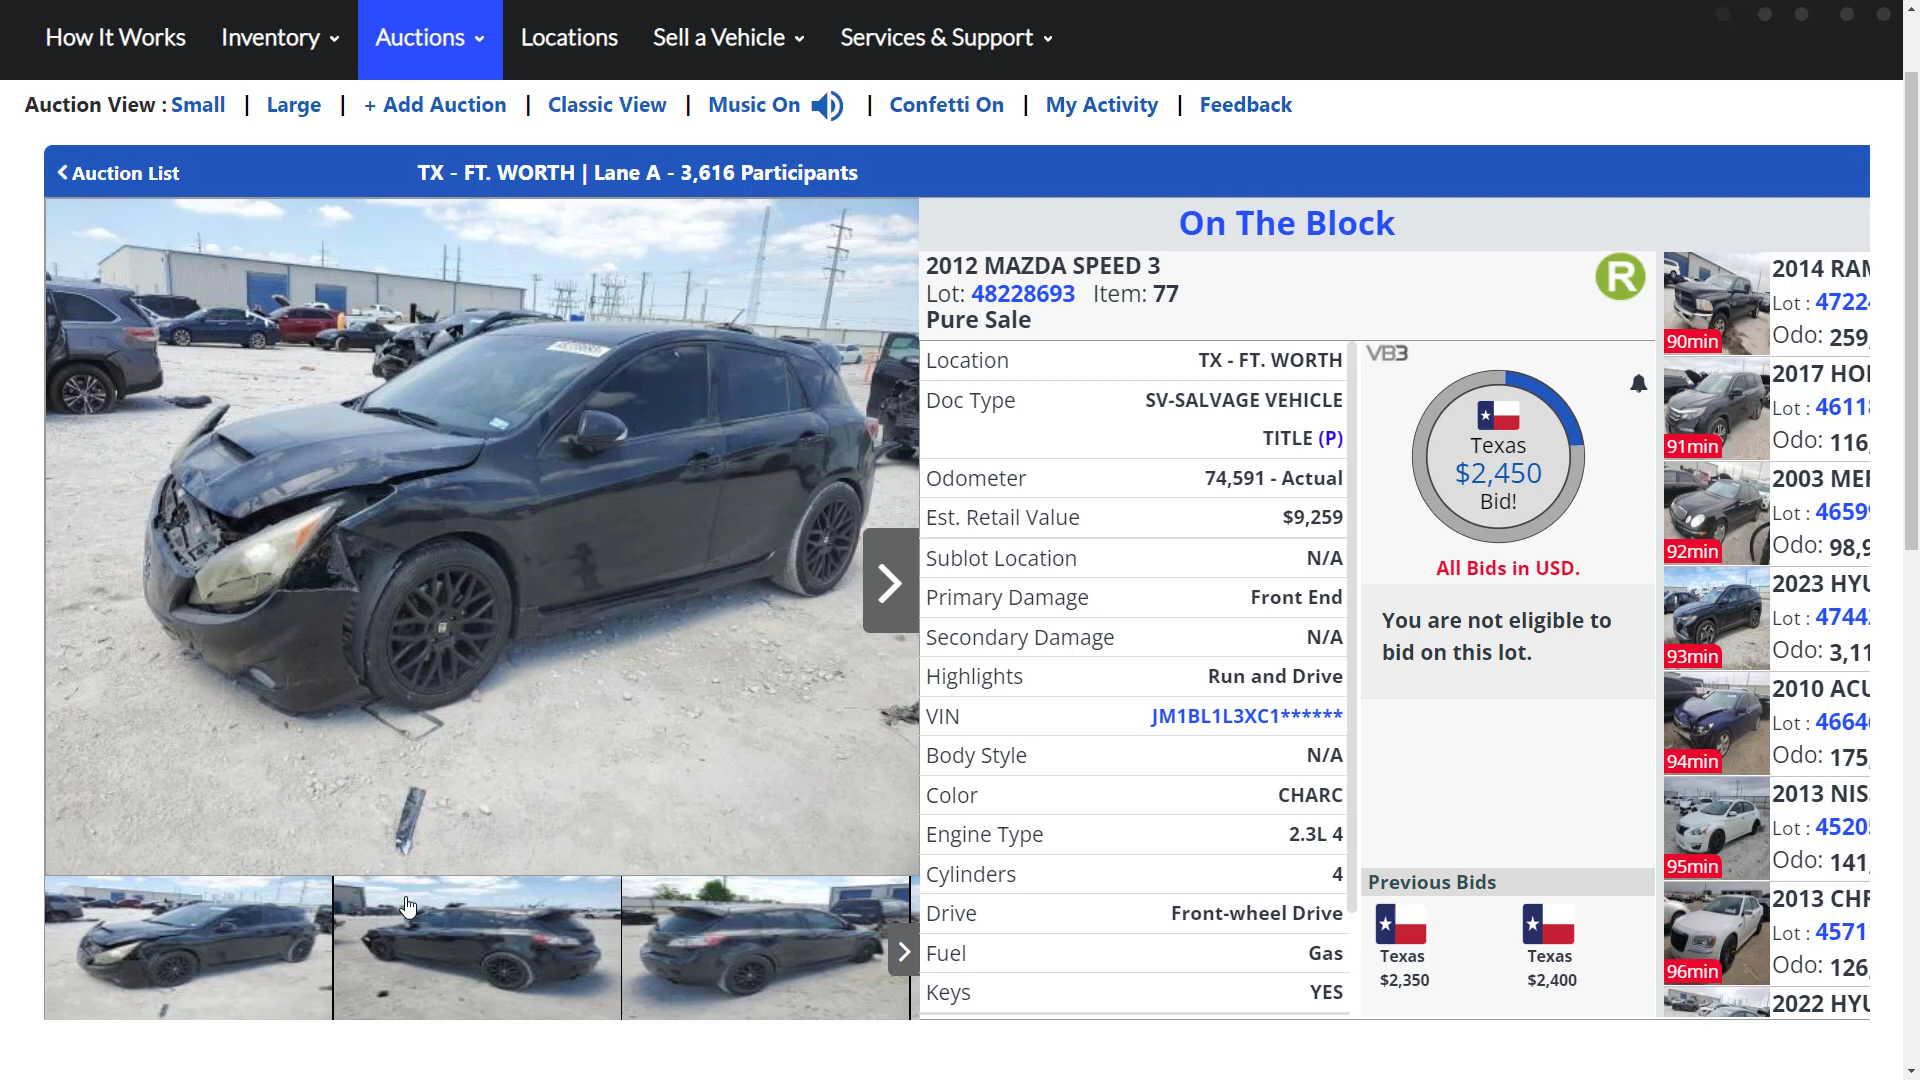 How It Works
Inventory
Auctions
Locations
Sell a Vehicle
Services & Support
Auction View : Small | Large | + Add Auction | Classic View | Music On | Confetti On | My Activity | Feedback
Auction List
TX - FT. WORTH | Lane A - 3,616 Participants
On The Block
2012 MAZDA SPEED 3
Lot: 48228693 Item: 77
Pure Sale
R
Location TX - FT. WORTH
Doc Type SV-SALVAGE VEHICLE
TITLE (P)
Odometer 74,591 - Actual
Est. Retail Value $9,259
Sublot Location N/A
Primary Damage Front End
Secondary Damage N/A
Highlights Run and Drive
VIN JM1BL1L3XC1******
Body Style N/A
Color CHARC
Engine Type 2.3L 4
Cylinders 4
Drive Front-wheel Drive
Fuel Gas
Keys YES
VB3
Texas
$2,450
Bid!
All Bids in USD.
You are not eligible to
bid on this lot.
Previous Bids
Texas
$2,350
Texas
$2,400
90min
2014 RAM
Lot : 4722
Odo: 259,
91min
2017 HO
Lot : 4611
Odo: 116,
92min
2003 MER
Lot : 4659
Odo: 98,9
93min
2023 HYU
Lot : 4744
Odo: 3,11
94min
2010 ACU
Lot : 4664
Odo: 175,
95min
2013 NIS
Lot : 4520
Odo: 141,
96min
2013 CHR
Lot : 4571
Odo: 126,
2022 HYU